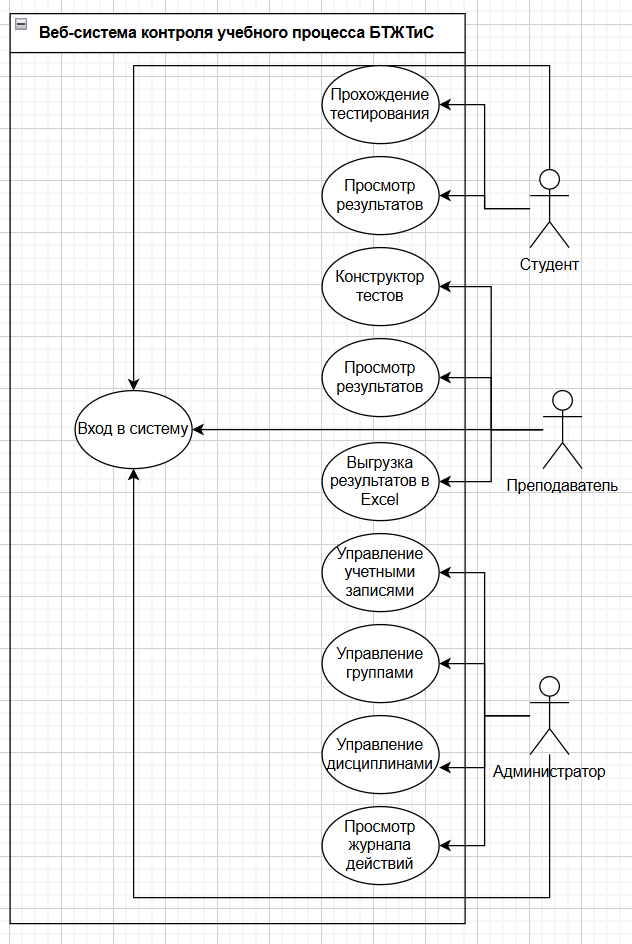 Веб-система контроля учебного процесса БТЖТиС
Прохождение
тестирования
Просмотр
результатов
Студент
Конструктор
тестов
Просмотр
результатов
Вход в систему
Выгрузка
результатов в
Excel
Преподаватель
Управление
учетными
записями
Управление
группами
Управление
дисциплинами
Администратор
Просмотр
журнала
действий